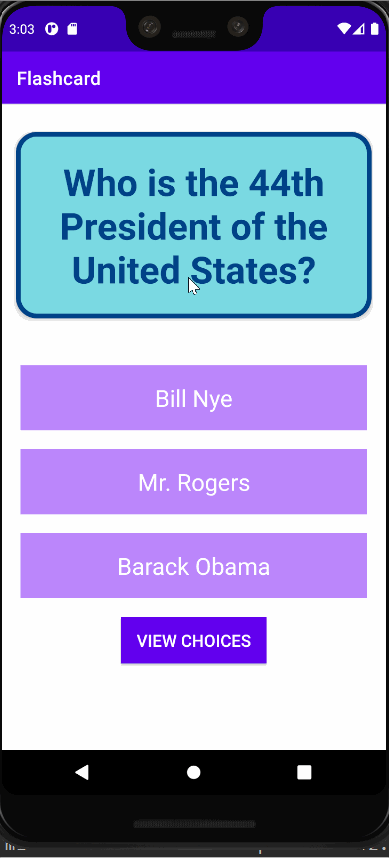 3:03
Flashcard
Who is the 44th
President of the
United States?
Bill Nye
Mr. Rogers
Barack Obama
VIEW CHOICES